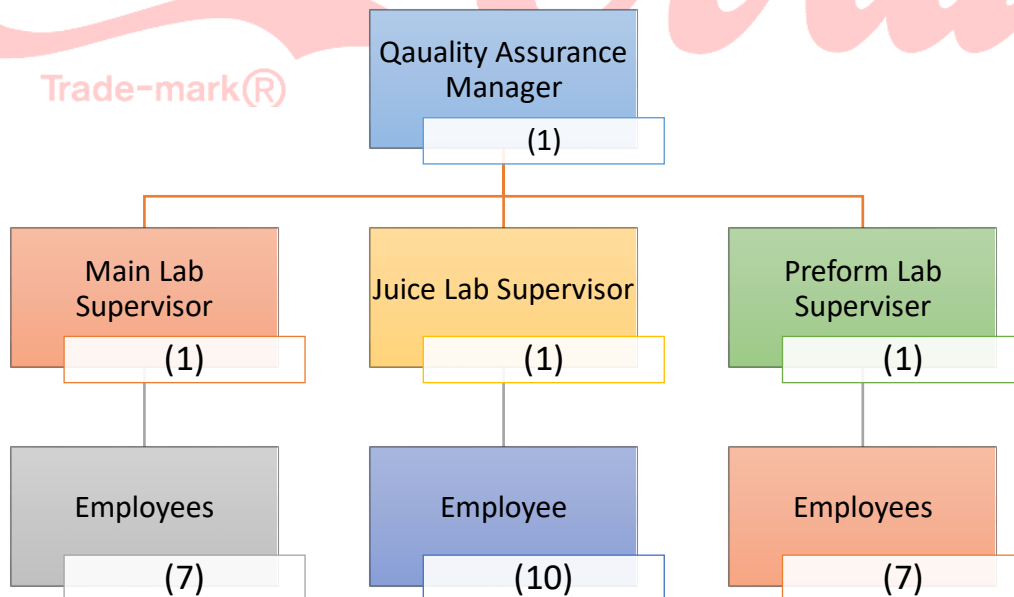 Trade-mark®
Qauality Assurance
Manager
(1)
Main Lab
Supervisor
(1)
Juice Lab Supervisor
(1)
Preform Lab
Superviser
(1)
Employees
(7)
Employee
(10)
Employees
(7)